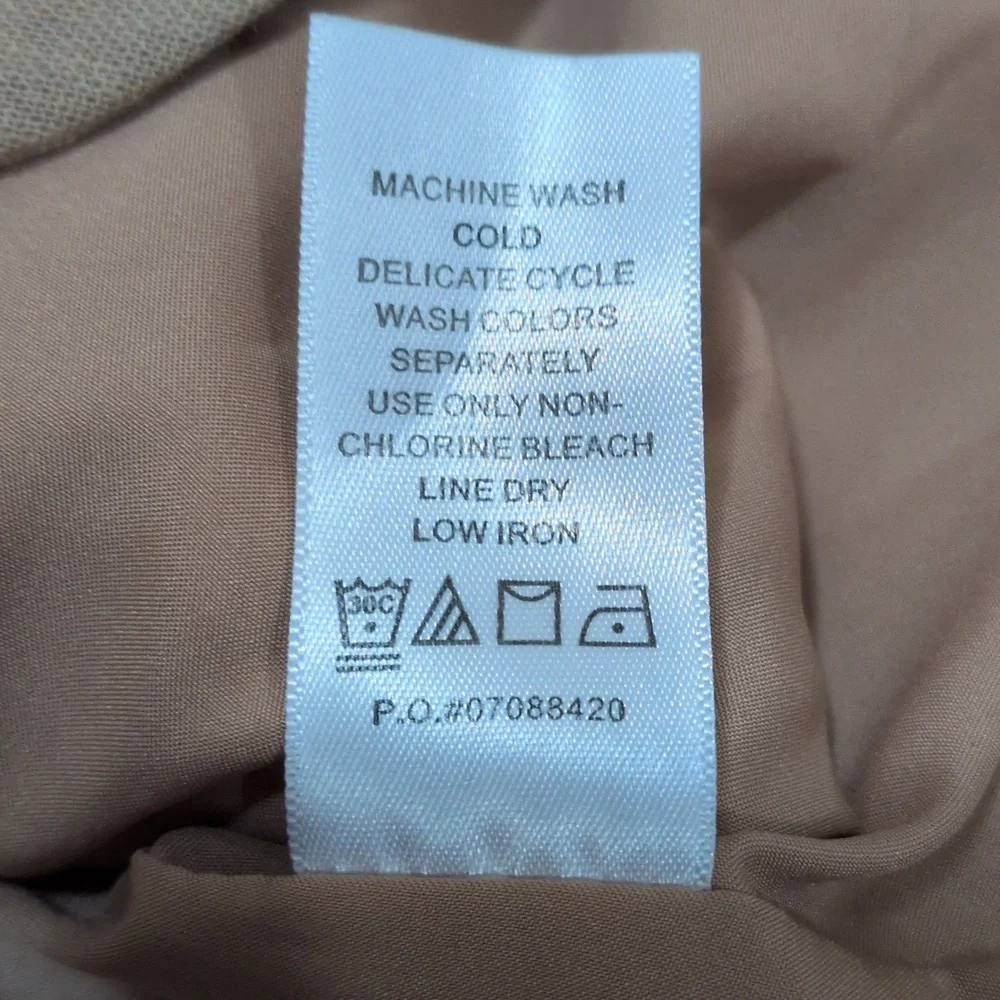 MACHINE WASH
COLD
DELICATE CYCLE
WASH COLORS
SEPARATELY
USE ONLY NON-
CHLORINE BLEACH
LINE DRY
LOW IRON
30C
P.O.#07088420